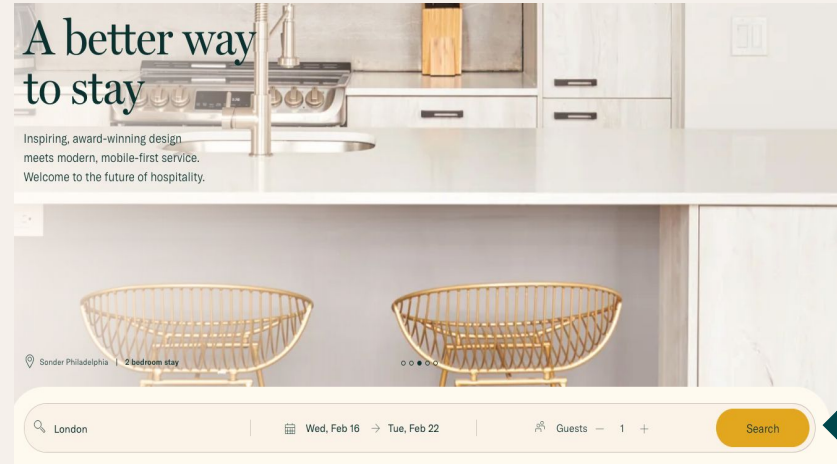 A better way
to stay
Inspiring, award-winning design
meets modern, mobile-first service.
Welcome to the future of hospitality.
Sonder Philadelphia | 2 bedroom stay
London Wed, Feb 16 → Tue, Feb 22 Guests — 1 + Search